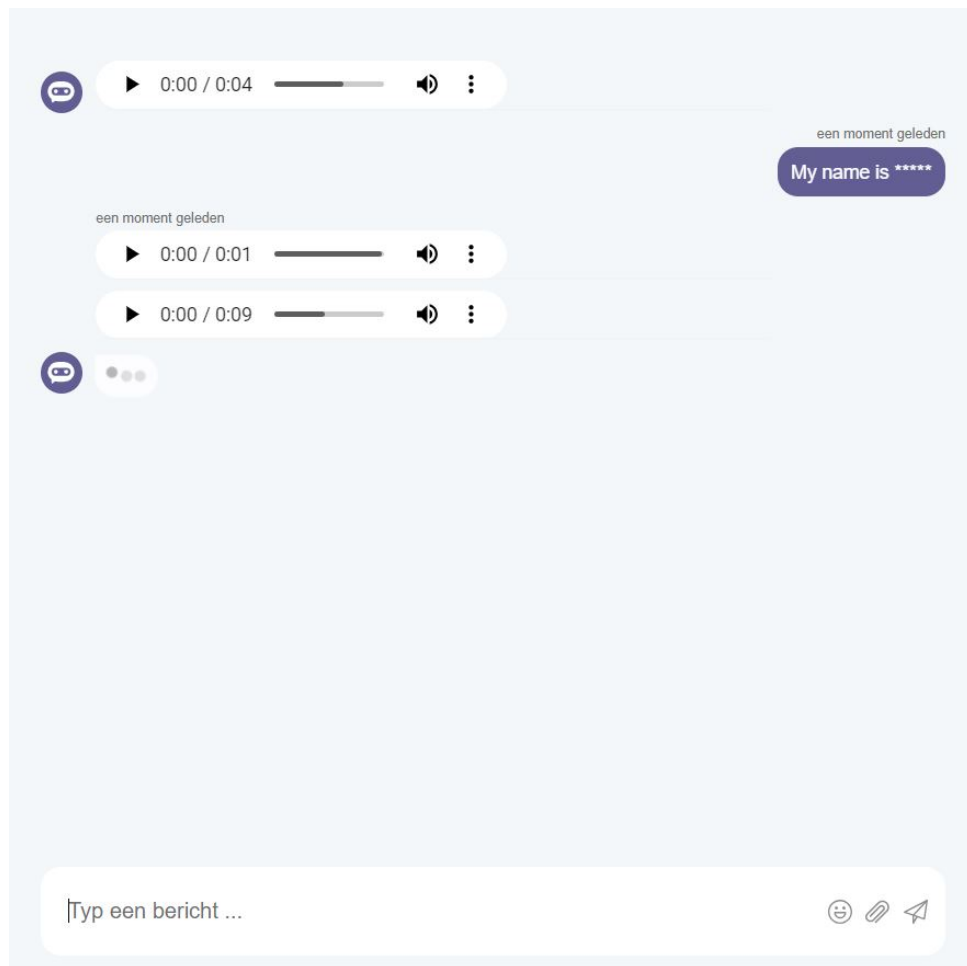 0:00 / 0:04
een moment geleden
My name is *****
een moment geleden
0:00 / 0:01
0:00 / 0:09
Typ een bericht ...